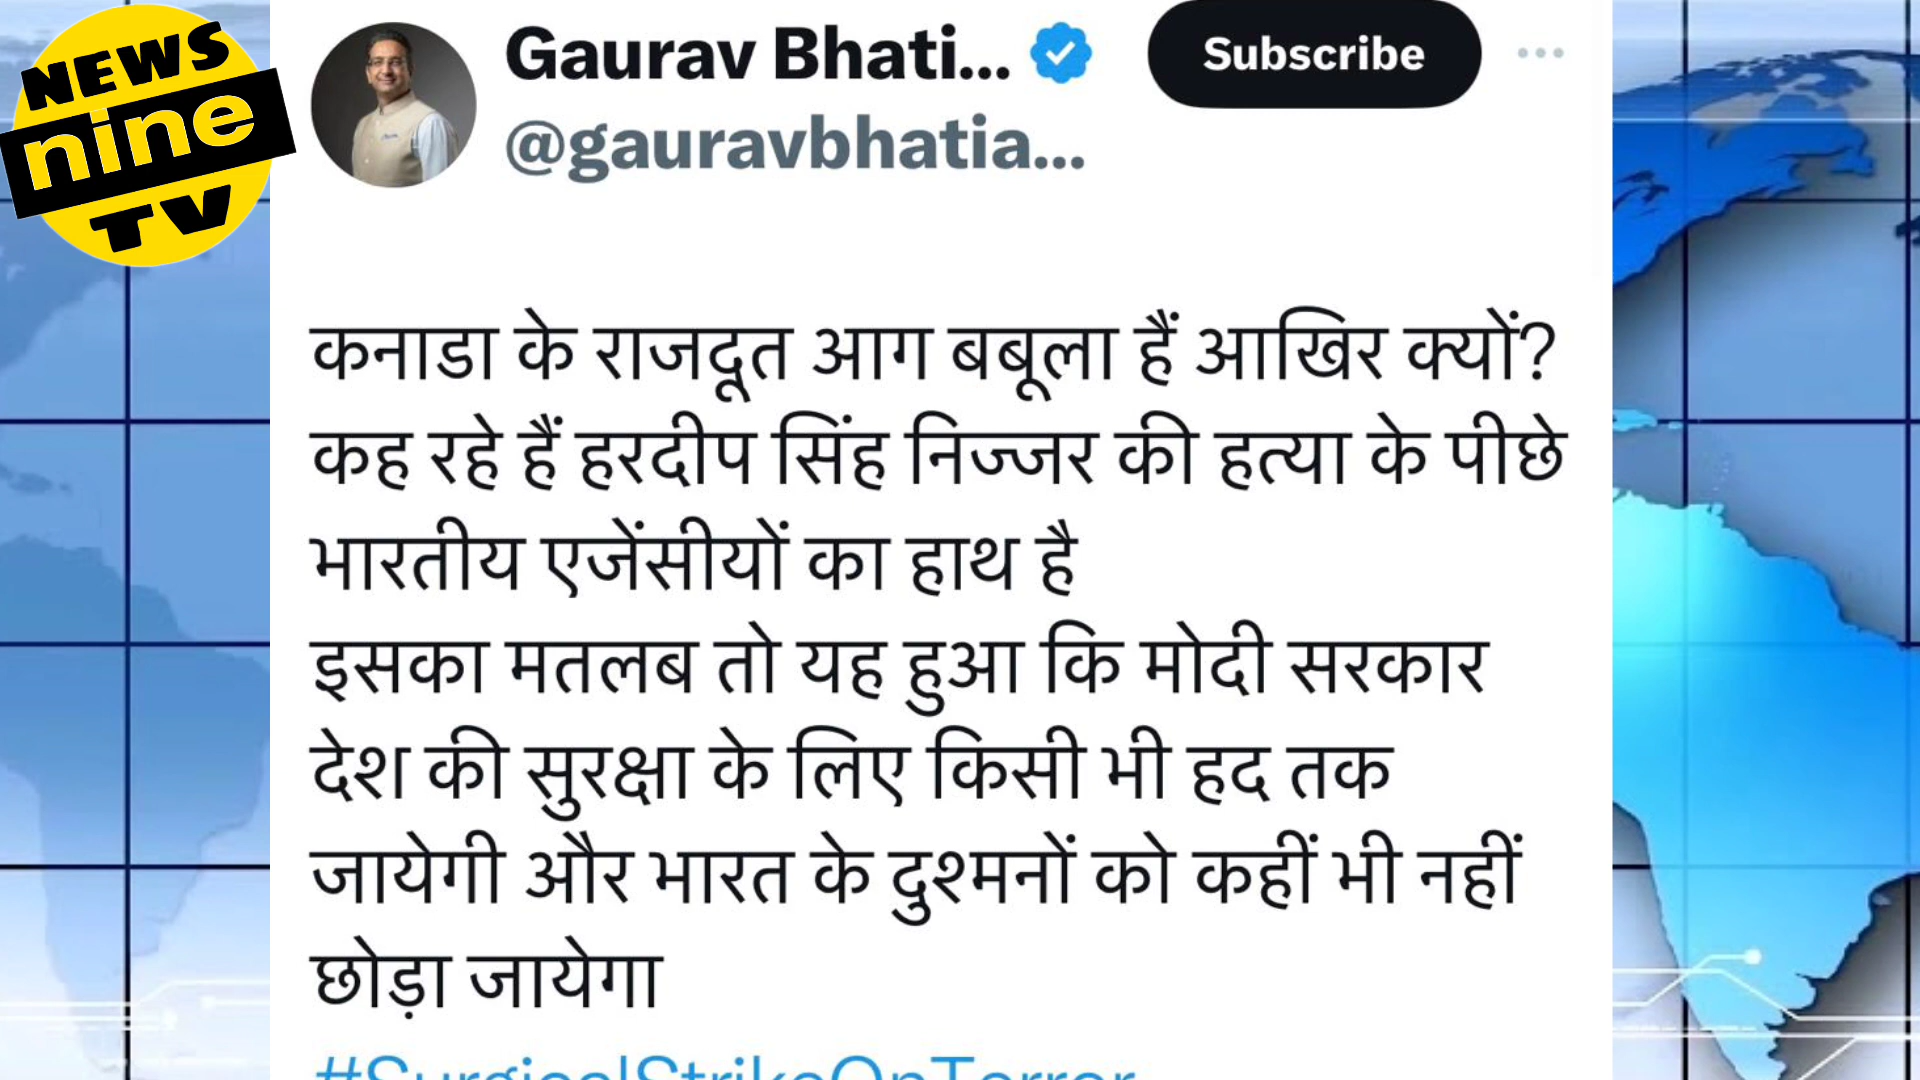 NEWS
nine
TV
Gaurav Bhati...
Subscribe
@gauravbhatia...
कनाडा के राजदूत आग बबूला हैं आखिर क्यों?
कह रहे हैं हरदीप सिंह निज्जर की हत्या के पीछे
भारतीय एजेंसीयों का हाथ है
इसका मतलब तो यह हुआ कि मोदी सरकार
देश की सुरक्षा के लिए किसी भी हद तक
जायेगी और भारत के दुश्मनों को कहीं भी नहीं
छोड़ा जायेगा
#SurgicalStrikeOnTerror